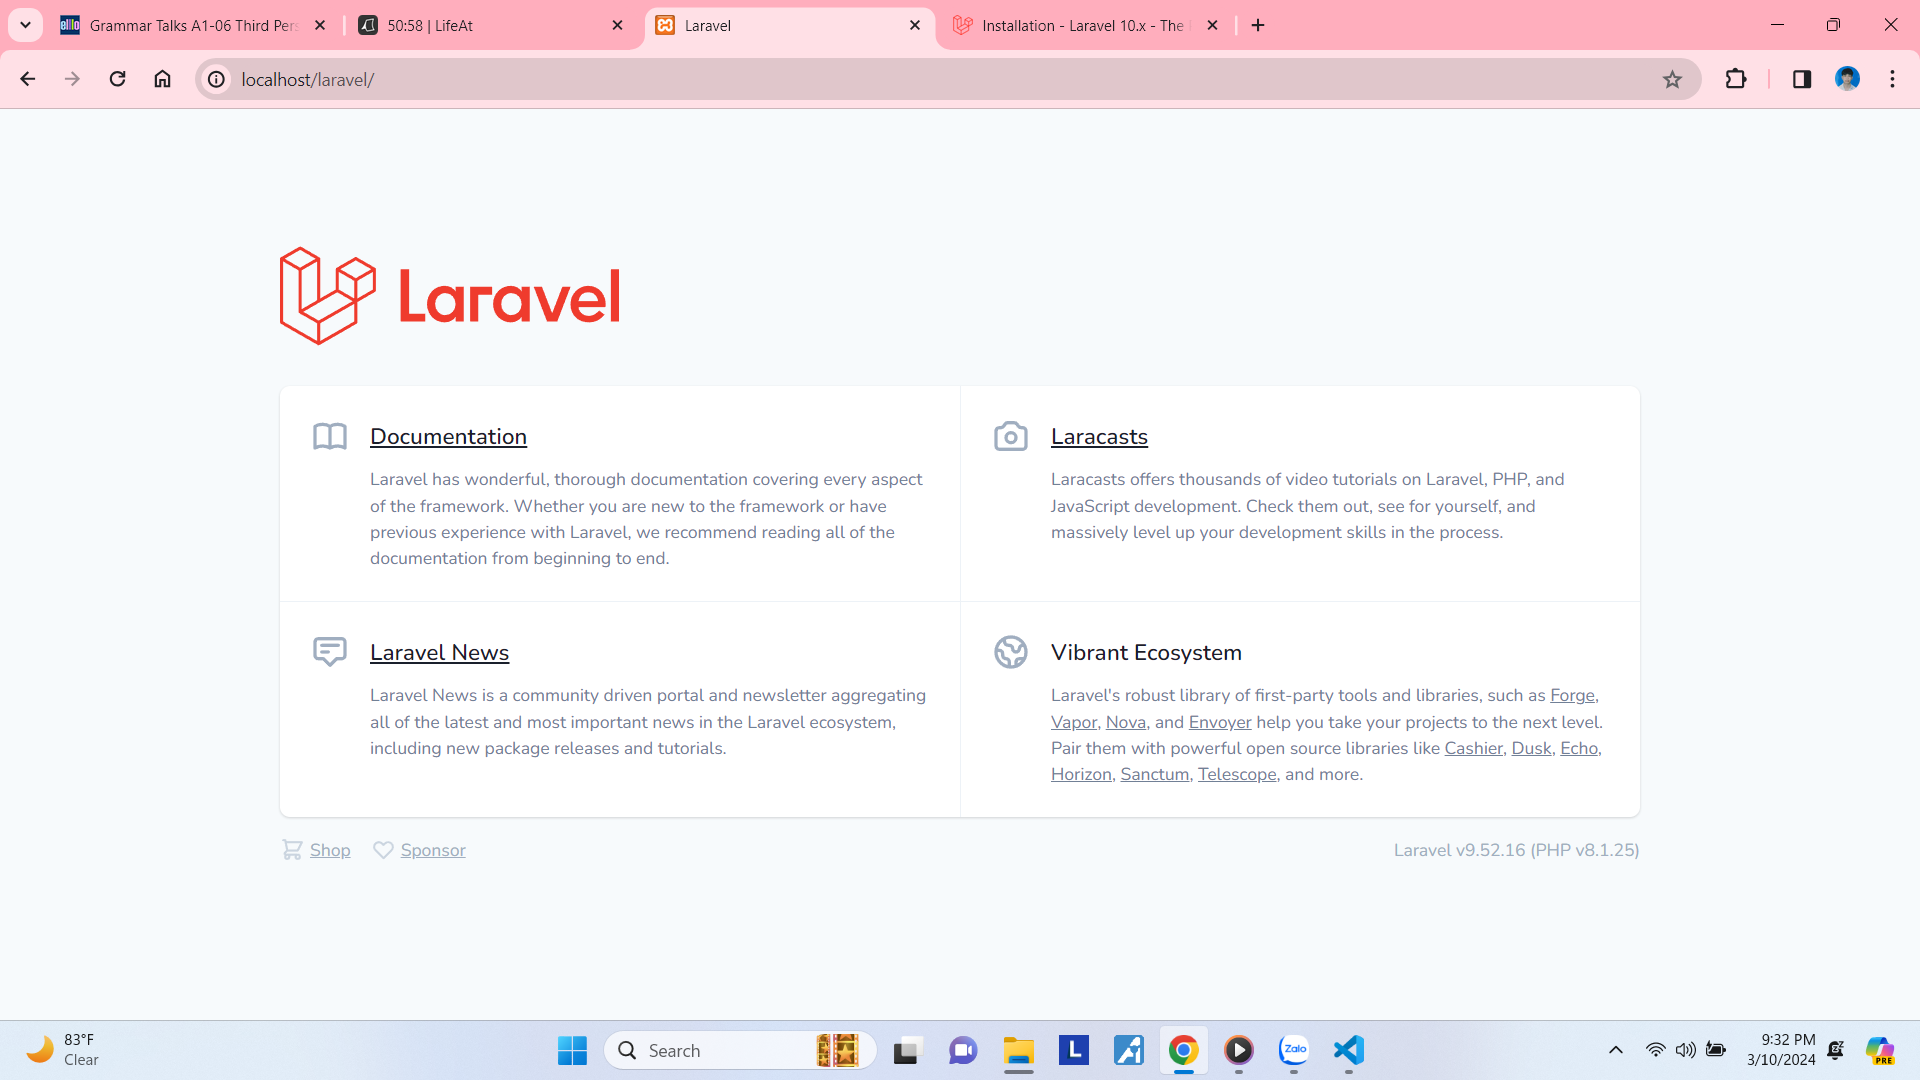 Grammar Talks A1-06 Third Pers
50:58 | LifeAt
Laravel
Installation - Laravel 10.x - The
localhost/laravel/
Laravel
Documentation
Laravel has wonderful, thorough documentation covering every aspect
of the framework. Whether you are new to the framework or have
previous experience with Laravel, we recommend reading all of the
documentation from beginning to end.
Laracasts
Laracasts offers thousands of video tutorials on Laravel, PHP, and
JavaScript development. Check them out, see for yourself, and
massively level up your development skills in the process.
Laravel News
Laravel News is a community driven portal and newsletter aggregating
all of the latest and most important news in the Laravel ecosystem,
including new package releases and tutorials.
Vibrant Ecosystem
Laravel's robust library of first-party tools and libraries, such as Forge,
Vapor, Nova, and Envoyer help you take your projects to the next level.
Pair them with powerful open source libraries like Cashier, Dusk, Echo,
Horizon, Sanctum, Telescope, and more.
Shop
Sponsor
Laravel v9.52.16 (PHP v8.1.25)
83°F
Clear
Search
L
Zalo
9:32 PM
3/10/2024
PRE